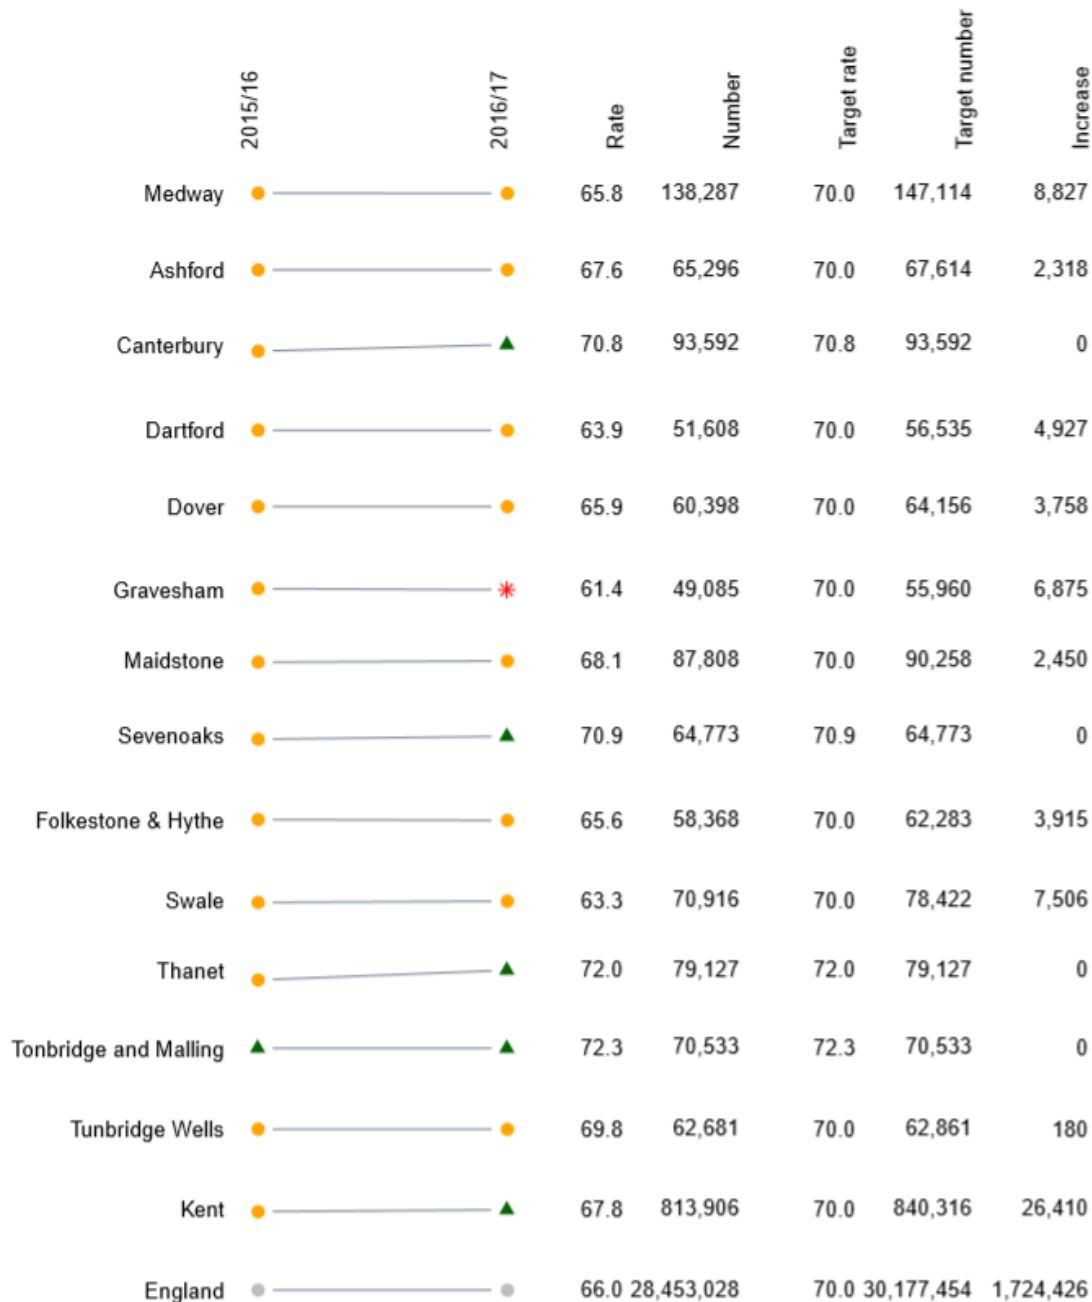 2015/16 2016/17 Rate Number Target rate Target number Increase
Medway 65.8 138,287 70.0 147,114 8,827
Ashford 67.6 65,296 70.0 67,614 2,318
Canterbury 70.8 93,592 70.8 93,592 0
Dartford 63.9 51,608 70.0 56,535 4,927
Dover 65.9 60,398 70.0 64,156 3,758
Gravesham 61.4 49,085 70.0 55,960 6,875
Maidstone 68.1 87,808 70.0 90,258 2,450
Sevenoaks 70.9 64,773 70.9 64,773 0
Folkestone & Hythe 65.6 58,368 70.0 62,283 3,915
Swale 63.3 70,916 70.0 78,422 7,506
Thanet 72.0 79,127 72.0 79,127 0
Tonbridge and Malling 72.3 70,533 72.3 70,533 0
Tunbridge Wells 69.8 62,681 70.0 62,861 180
Kent 67.8 813,906 70.0 840,316 26,410
England 66.0 28,453,028 70.0 30,177,454 1,724,426